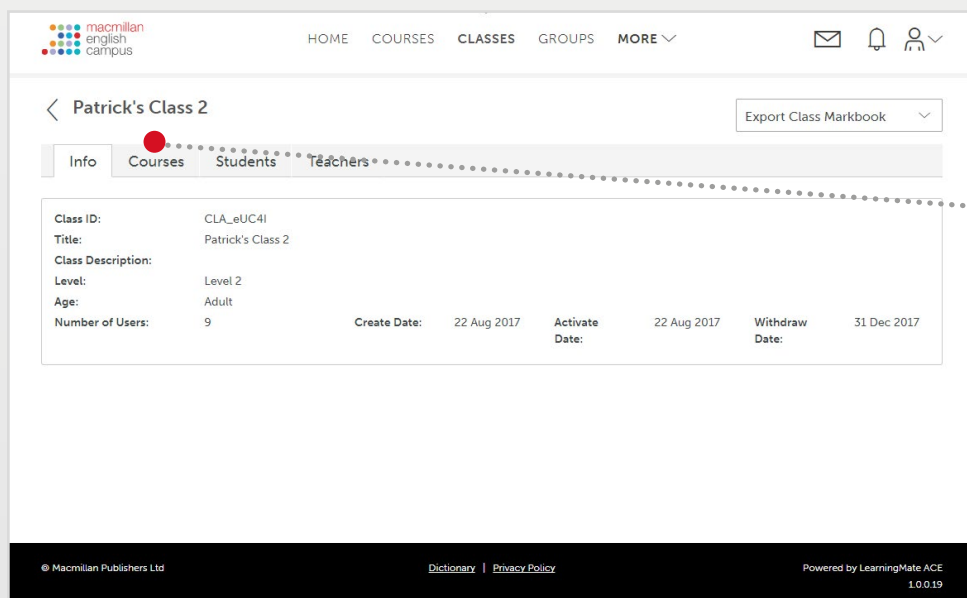 macmillan
english
campus
HOME COURSES CLASSES GROUPS MORE
Patrick's Class 2
Export Class Markbook
Info Courses Students Teachers
Class ID: CLA_eUC4I
Title: Patrick's Class 2
Class Description:
Level: Level 2
Age: Adult
Number of Users: 9 Create Date: 22 Aug 2017 Activate Date: 22 Aug 2017 Withdraw Date: 31 Dec 2017
© Macmillan Publishers Ltd Dictionary | Privacy Policy Powered by LearningMate ACE
1.0.0.19